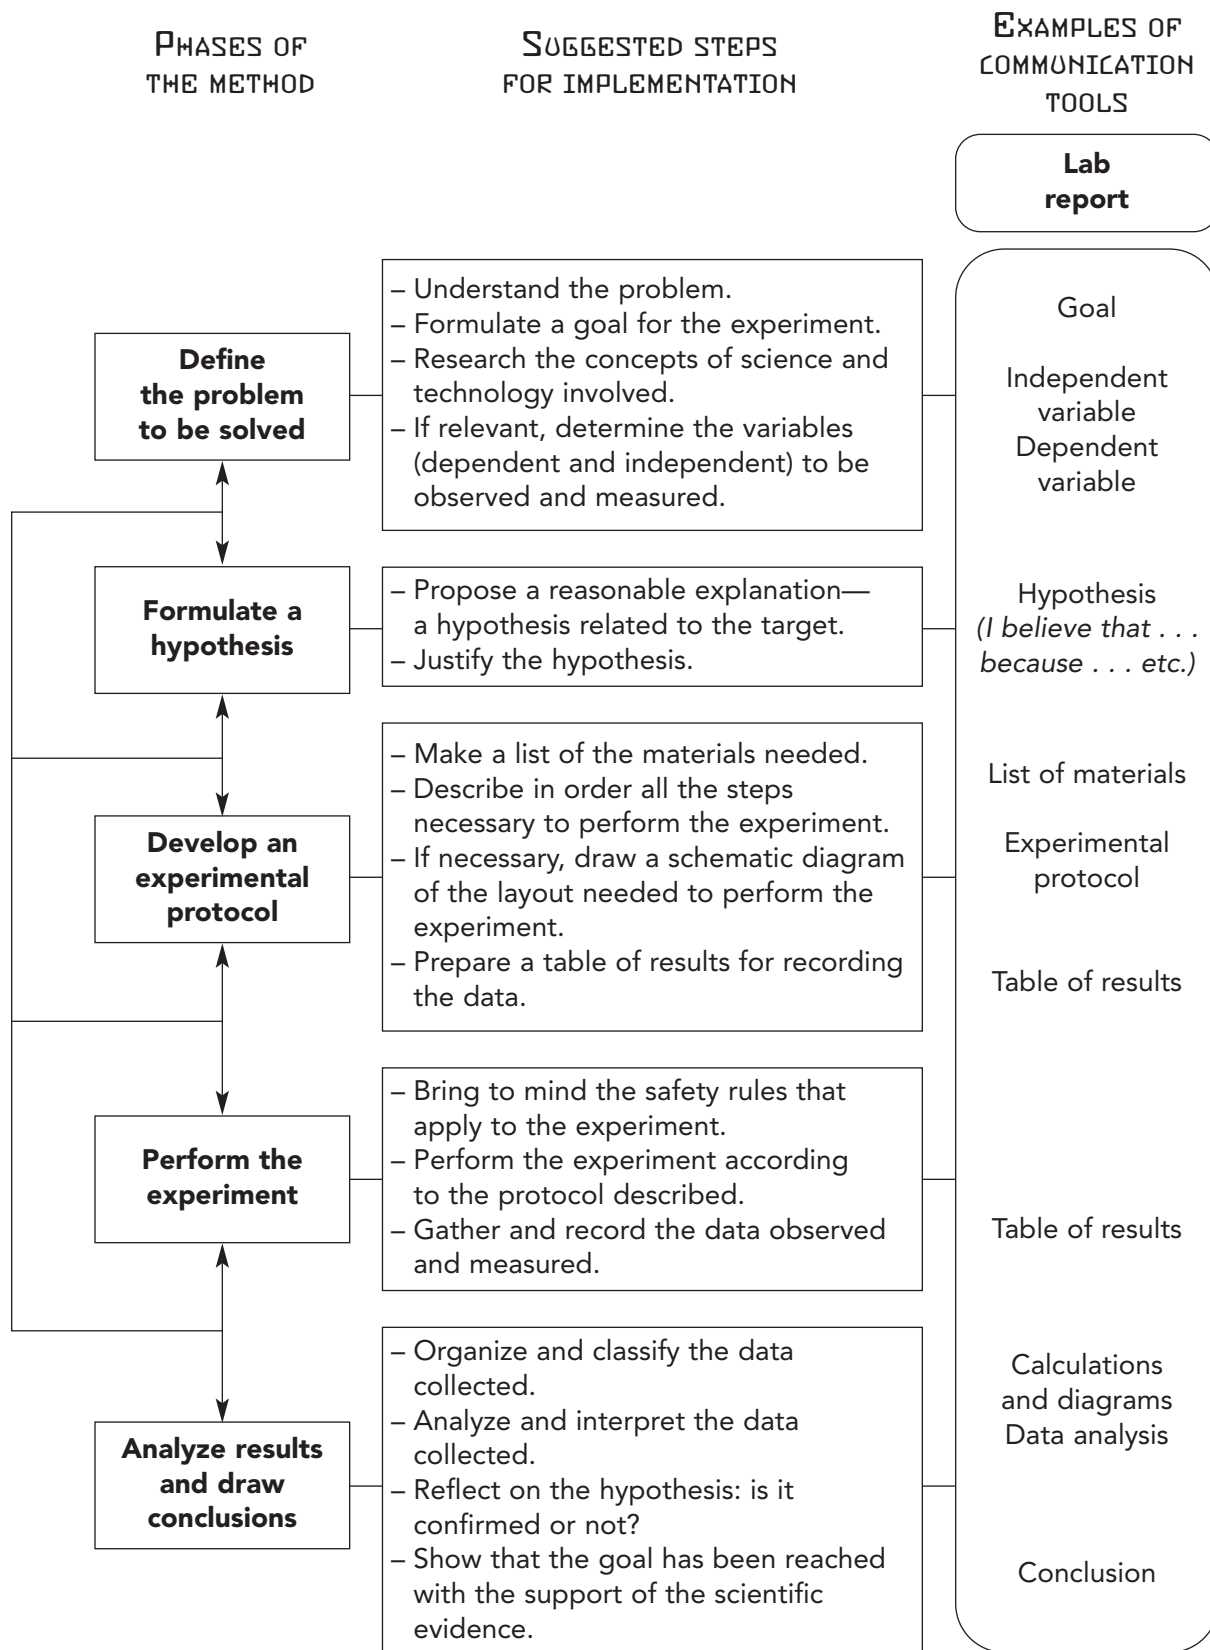 PHASES OF
THE METHOD
SUGGESTED STEPS
FOR IMPLEMENTATION
EXAMPLES OF
COMMUNICATION
TOOLS
Lab
report
Define
the problem
to be solved
– Understand the problem.
– Formulate a goal for the experiment.
– Research the concepts of science and
technology involved.
– If relevant, determine the variables
(dependent and independent) to be
observed and measured.
Goal
Independent
variable
Dependent
variable
Formulate a
hypothesis
– Propose a reasonable explanation—
a hypothesis related to the target.
– Justify the hypothesis.
Hypothesis
(I believe that . . .
because . . . etc.)
Develop an
experimental
protocol
– Make a list of the materials needed.
– Describe in order all the steps
necessary to perform the experiment.
– If necessary, draw a schematic diagram
of the layout needed to perform the
experiment.
– Prepare a table of results for recording
the data.
List of materials
Experimental
protocol
Table of results
Perform the
experiment
– Bring to mind the safety rules that
apply to the experiment.
– Perform the experiment according
to the protocol described.
– Gather and record the data observed
and measured.
Table of results
Analyze results
and draw
conclusions
– Organize and classify the data
collected.
– Analyze and interpret the data
collected.
– Reflect on the hypothesis: is it
confirmed or not?
– Show that the goal has been reached
with the support of the scientific
evidence.
Calculations
and diagrams
Data analysis
Conclusion